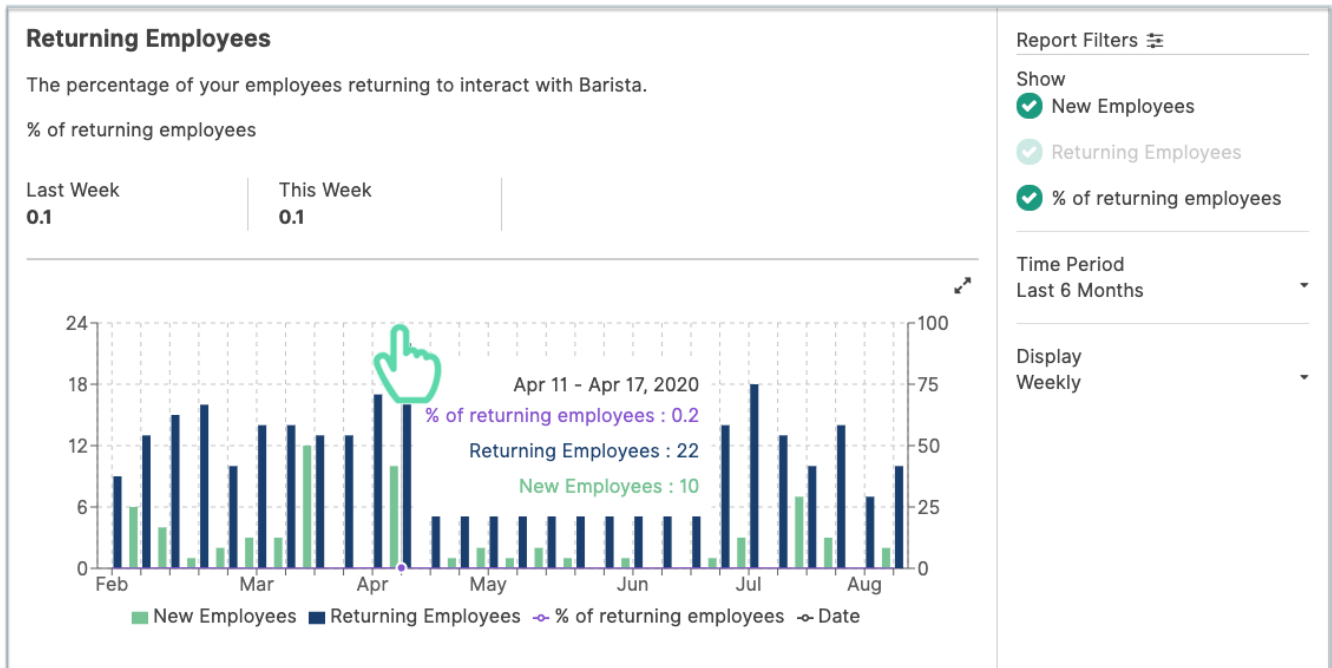 Returning Employees
The percentage of your employees returning to interact with Barista.
% of returning employees
Last Week
0.1
This Week
0.1
Report Filters
Show
New Employees
Returning Employees
% of returning employees
Time Period
Last 6 Months
Display
Weekly
24
18
12
6
0
100
75
50
25
0
Apr 11 - Apr 17, 2020
% of returning employees : 0.2
Returning Employees : 22
New Employees : 10
Feb Mar Apr May Jun Jul Aug
New Employees Returning Employees % of returning employees Date